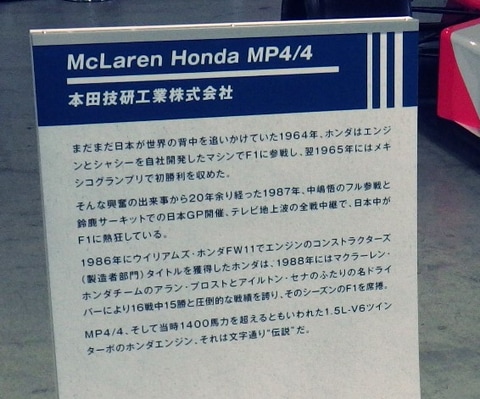 McLaren Honda MP4/4
本田技研工業株式会社
まだまだ日本が世界の背中を追いかけていた1964年、ホンダはエンジ
ンとシャシーを自社開発したマシンでF1に参戦し、翌1965年にはメキ
シコグランプリで初勝利を収めた。
そんな興奮の出来事から20年余り経った1987年、中嶋悟のフル参戦と
鈴鹿サーキットでの日本GP開催、テレビ地上波の全戦中継で、日本中が
F1に熱狂している。
1986年にウイリアムズ・ホンダFW11でエンジンのコンストラクターズ
(製造者部門)タイトルを獲得したホンダは、1988年にはマクラーレン・
ホンダチームのアラン・プロストとアイルトン・セナのふたりの名ドライ
バーにより16戦中15勝と圧倒的な戦績を誇り、そのシーズンのF1を席捲。
MP4/4、そして当時1400馬力を超えるともいわれた1.5L-V6ツイン
ターボのホンダエンジン、それは文字通り"伝説"だ。